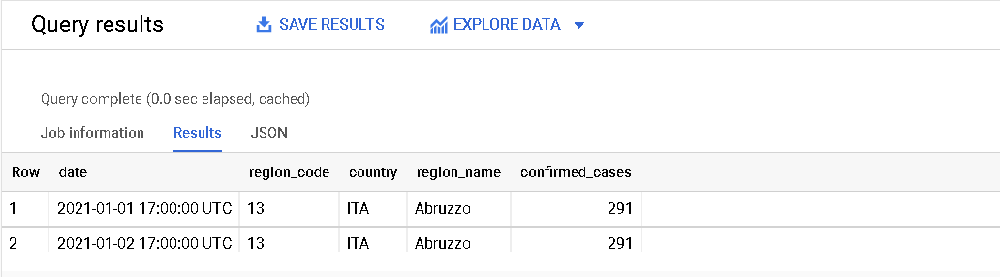 Query results SAVE RESULTS EXPLORE DATA
Query complete (0.0 sec elapsed, cached)
Job information Results JSON
Row date region_code country region_name confirmed_cases
1 2021-01-01 17:00:00 UTC 13 ITA Abruzzo 291
2 2021-01-02 17:00:00 UTC 13 ITA Abruzzo 291